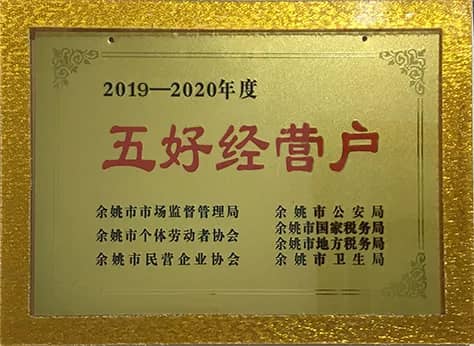 2019—2020年度
五好经营户
余姚市市场监督管理局
余姚市个体劳动者协会
余姚市民营企业协会
余姚市公安局
余姚市国家税务局
余姚市地方税务局
余姚市卫生局